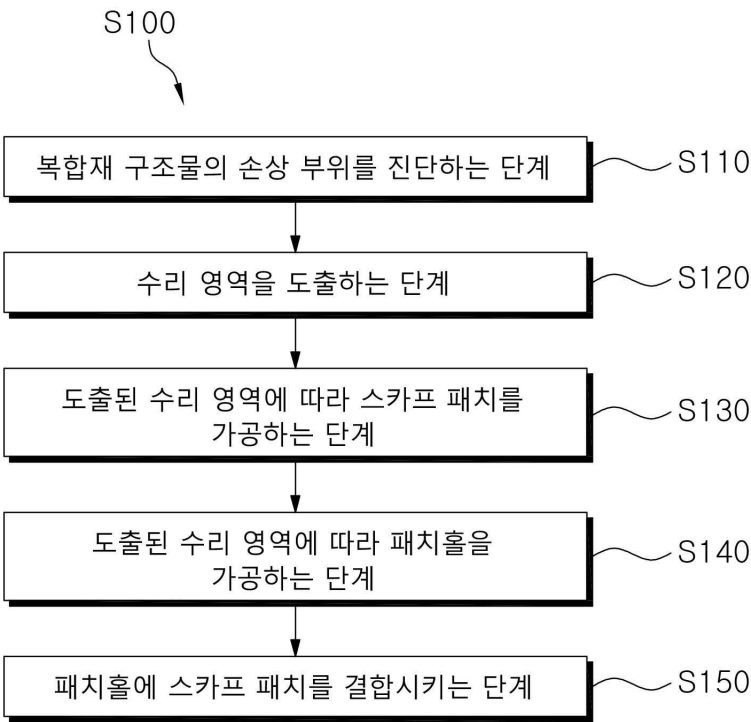 S100
복합재 구조물의 손상 부위를 진단하는 단계
S110
수리 영역을 도출하는 단계
S120
도출된 수리 영역에 따라 스카프 패치를
가공하는 단계
S130
도출된 수리 영역에 따라 패치홀을
가공하는 단계
S140
패치홀에 스카프 패치를 결합시키는 단계
S150